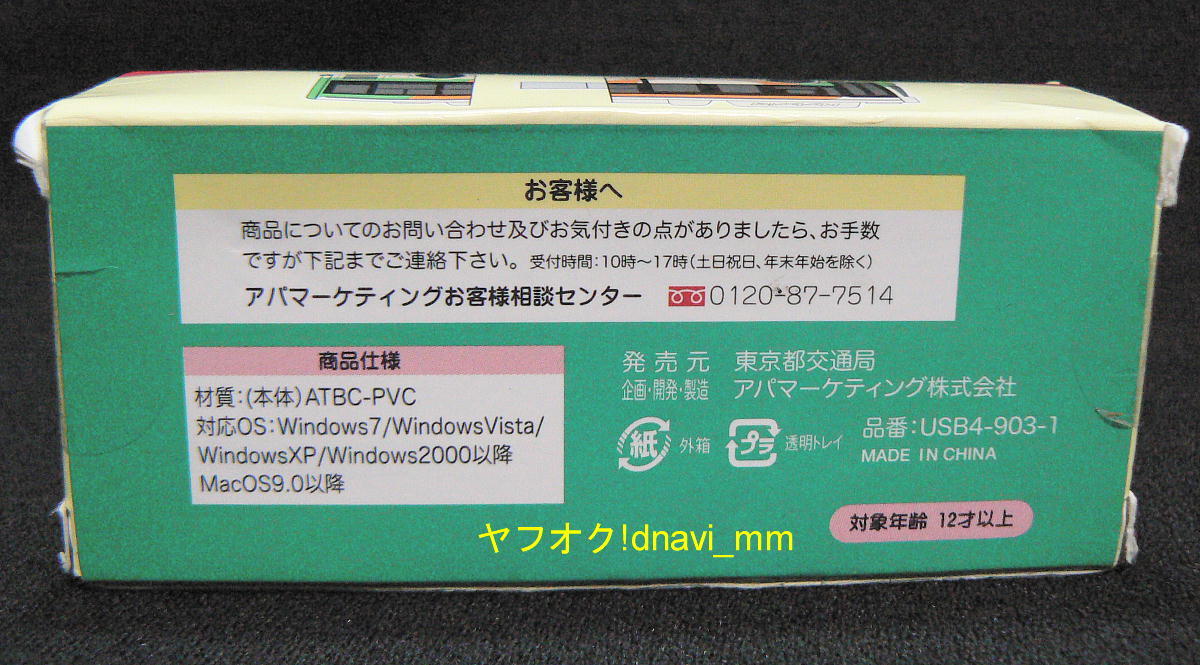 お客様へ
商品についてのお問い合わせ及びお気付きの点がありましたら、お手数
ですが下記までご連絡下さい。受付時間:10時～17時(土日祝日、年末年始を除く)
アパマーケティングお客様相談センター 0120-87-7514
商品仕様
材質:(本体)ATBC-PVC
対応OS:Windows7/WindowsVista/
WindowsXP/Windows2000以降
MacOS9.0以降
発売元 東京都交通局
企画・開発・製造 アパマーケティング株式会社
紙 外箱 プラ 透明トレイ
品番:USB4-903-1
MADE IN CHINA
対象年齢 12才以上
ヤフオク!dnavi_mm